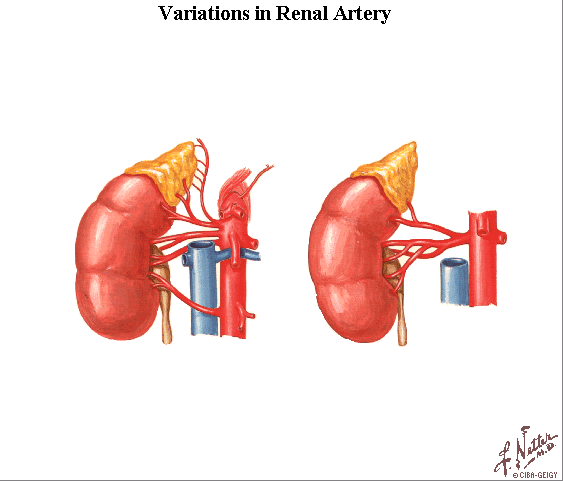 Variations in Renal Artery
F. Netter
M.D.
© CIBA-GEIGY